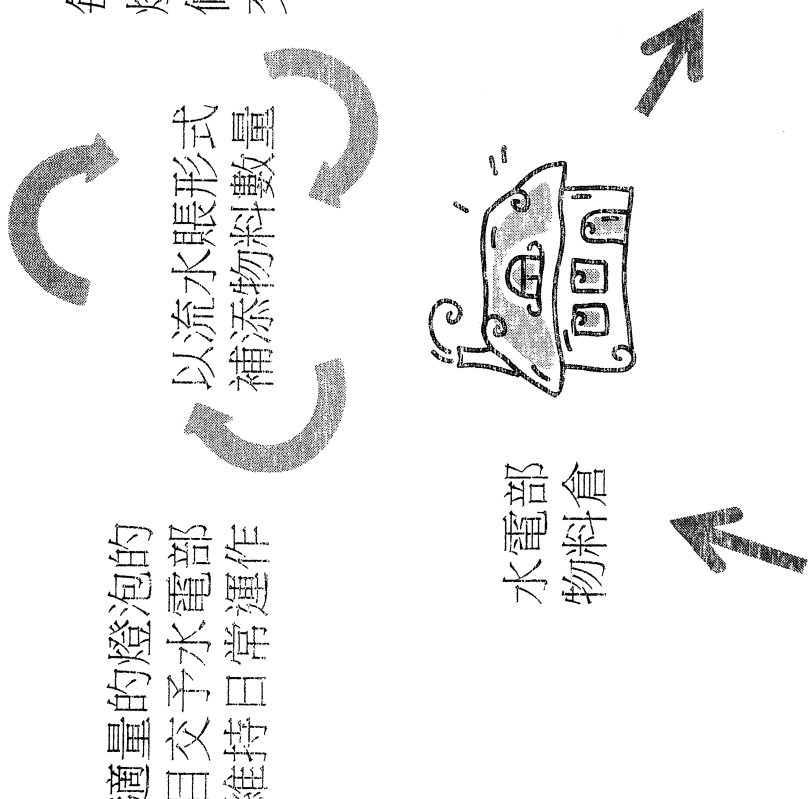 適量的燈泡的
目交予水電部
維持日常運作
以流水賬形式
補添物料數量
水電部
物料倉